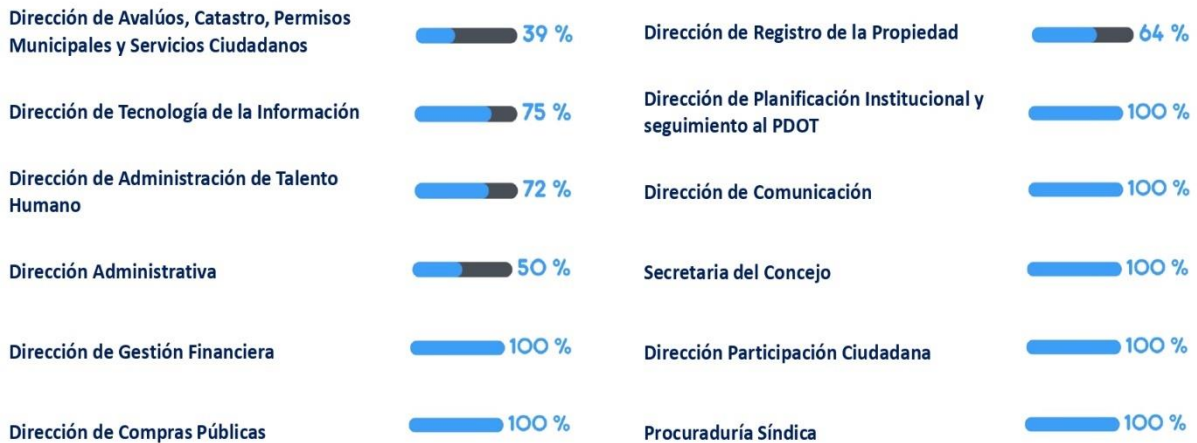 Dirección de Avalúos, Catastro, Permisos
Municipales y Servicios Ciudadanos
39 %
Dirección de Tecnología de la Información
75 %
Dirección de Administración de Talento
Humano
72 %
Dirección Administrativa
50 %
Dirección de Gestión Financiera
100 %
Dirección de Compras Públicas
100 %
Dirección de Registro de la Propiedad
64 %
Dirección de Planificación Institucional y
seguimiento al PDOT
100 %
Dirección de Comunicación
100 %
Secretaria del Concejo
100 %
Dirección Participación Ciudadana
100 %
Procuraduría Síndica
100 %